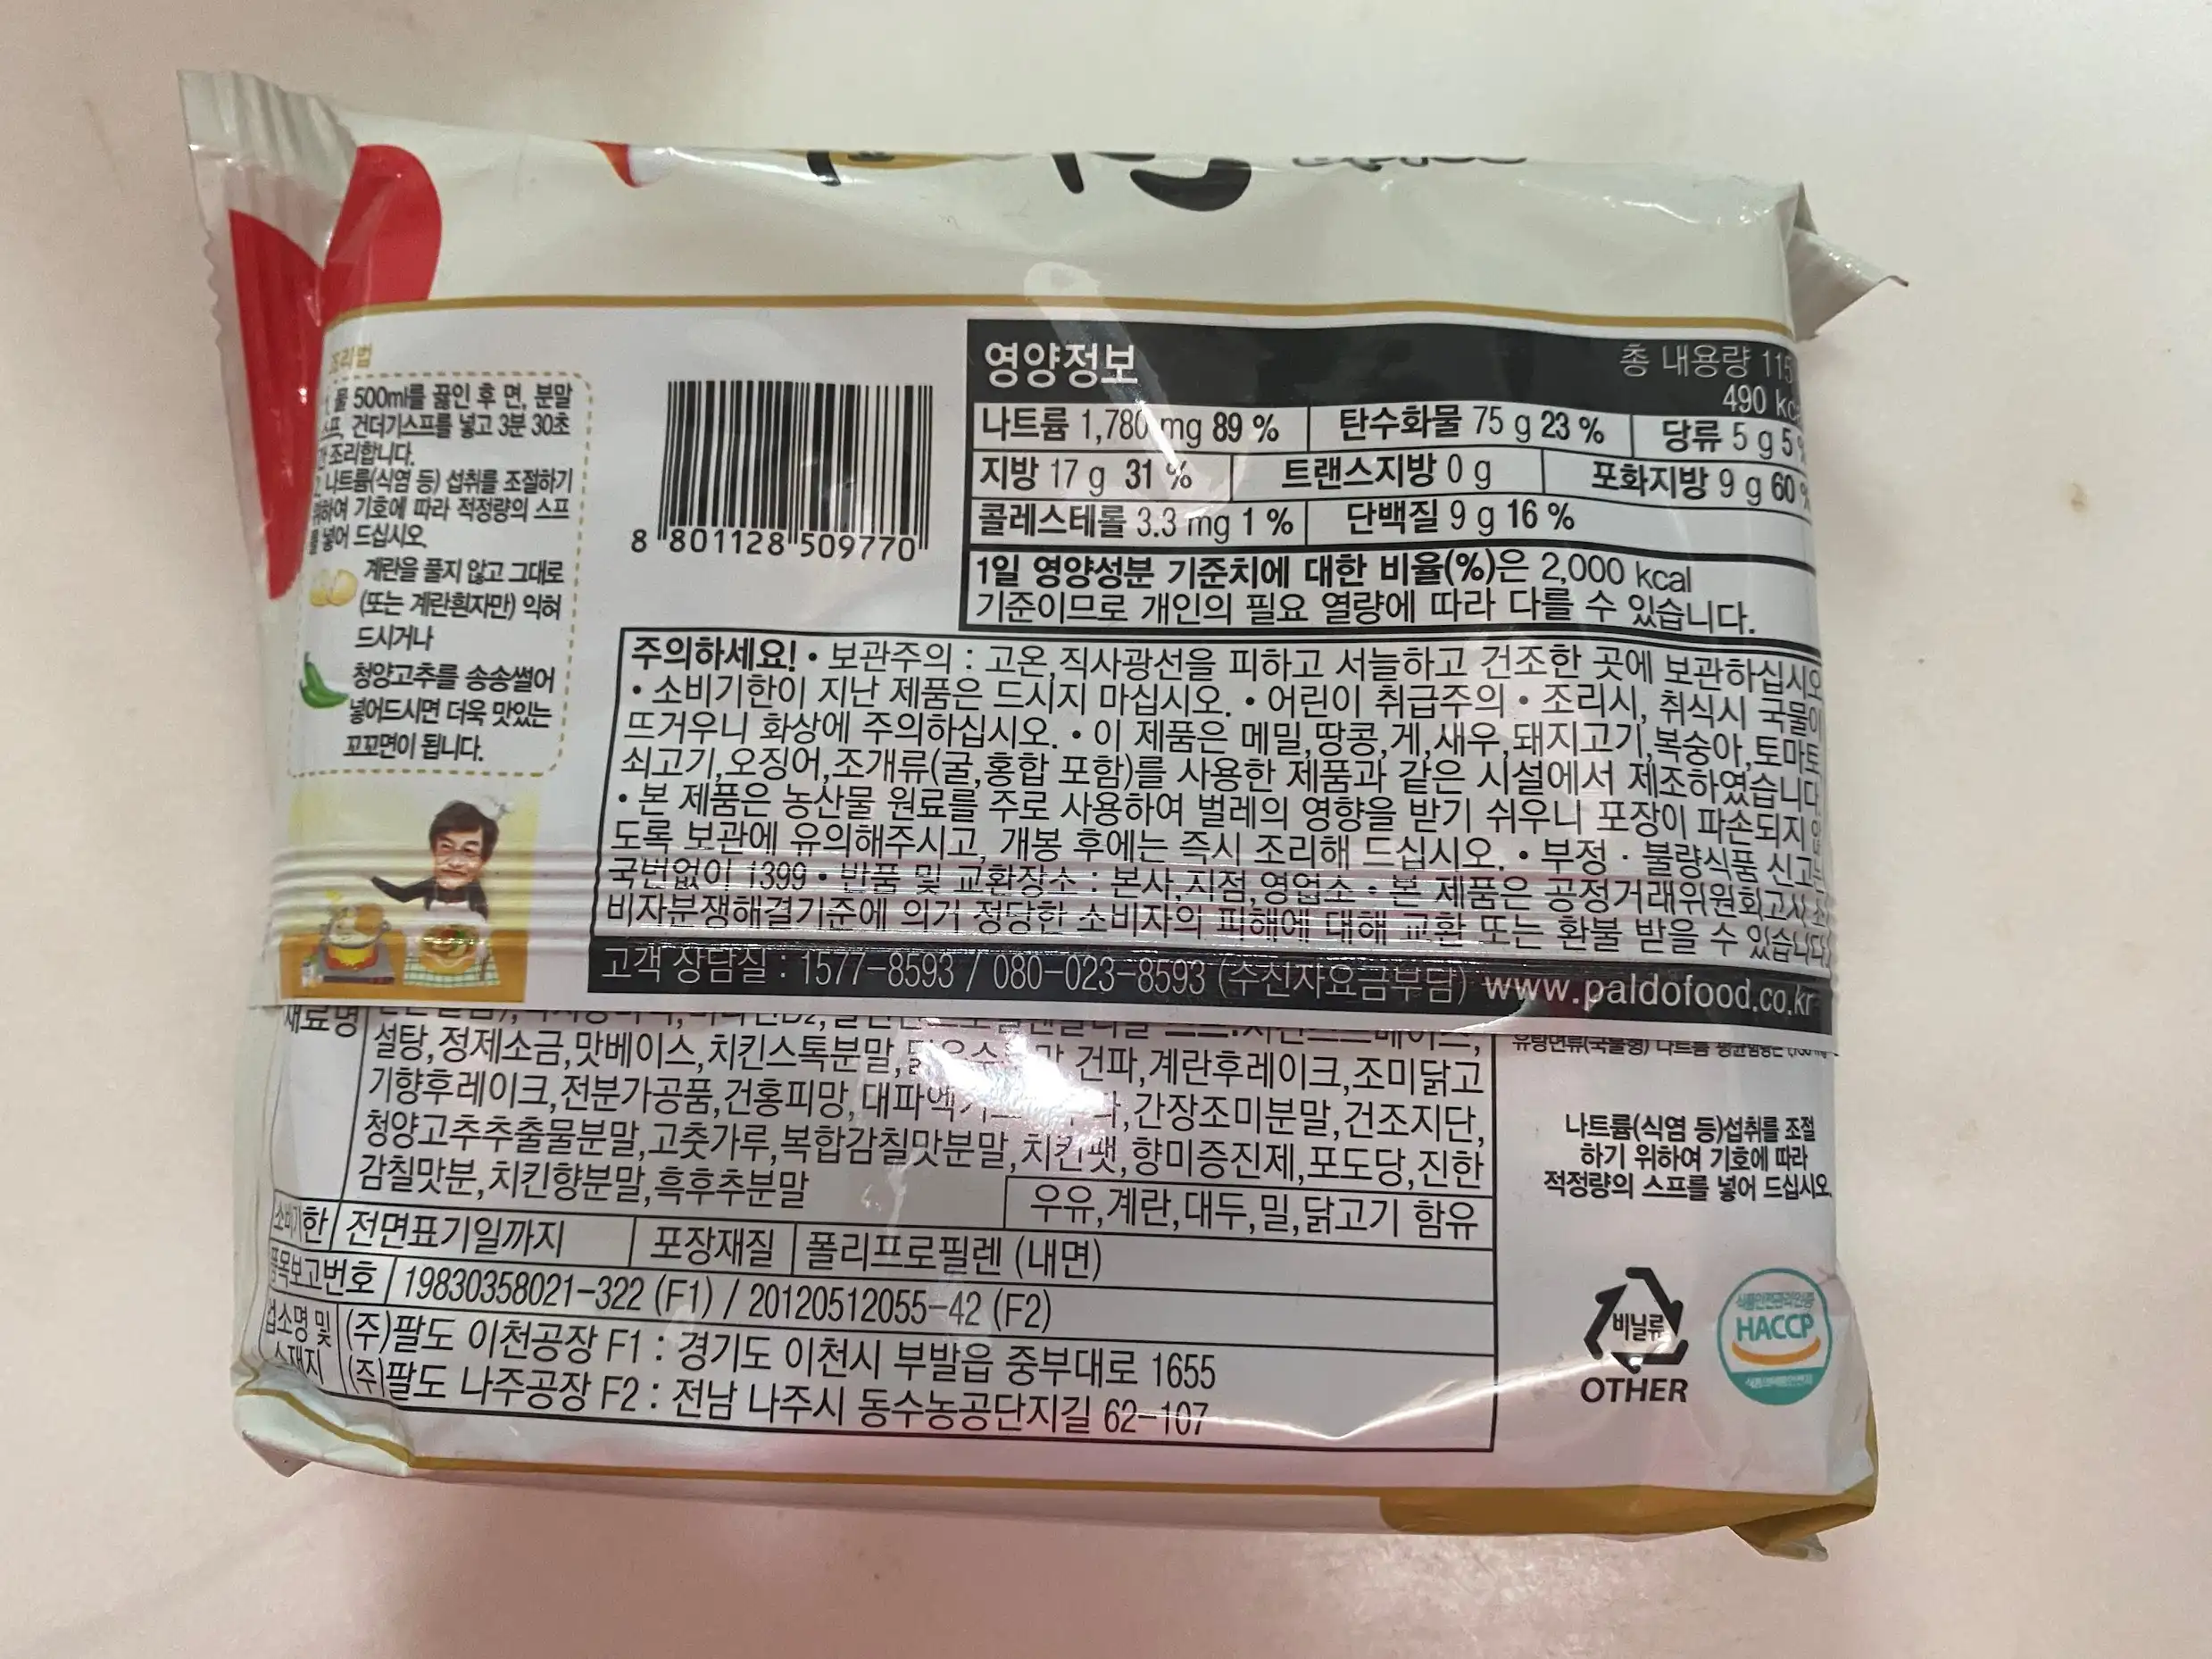 조리법
물 500ml를 끓인 후 면, 분말
스프, 건더기스프를 넣고 3분 30초
간 조리합니다.
나트륨(식염 등) 섭취를 조절하기
위하여 기호에 따라 적정량의 스프
를 넣어 드십시오.
계란을 풀지 않고 그대로
(또는 계란흰자만) 익혀
드시거나
청양고추를 송송썰어
넣어드시면 더욱 맛있는
꼬꼬면이 됩니다.
8 801128 509770
영양정보
총 내용량 115
490 kc
나트륨 1,780 mg 89 % 탄수화물 75 g 23 % 당류 5 g 5 %
지방 17 g 31 % 트랜스지방 0 g 포화지방 9 g 60 %
콜레스테롤 3.3 mg 1 % 단백질 9 g 16 %
1일 영양성분 기준치에 대한 비율(%)은 2,000 kcal
기준이므로 개인의 필요 열량에 따라 다를 수 있습니다.
주의하세요! • 보관주의 : 고온,직사광선을 피하고 서늘하고 건조한 곳에 보관하십시오.
• 소비기한이 지난 제품은 드시지 마십시오. • 어린이 취급주의 • 조리시, 취식시 국물이
뜨거우니 화상에 주의하십시오. • 이 제품은 메밀,땅콩,게,새우,돼지고기,복숭아,토마토,
쇠고기,오징어,조개류(굴,홍합 포함)를 사용한 제품과 같은 시설에서 제조하였습니다.
• 본 제품은 농산물 원료를 주로 사용하여 벌레의 영향을 받기 쉬우니 포장이 파손되지 않
도록 보관에 유의해주시고, 개봉 후에는 즉시 조리해 드십시오. • 부정 · 불량식품 신고는
국번없이 1399 • 반품 및 교환장소 : 본사,지점,영업소 • 본 제품은 공정거래위원회고시 소
비자분쟁해결기준에 의거 정당한 소비자의 피해에 대해 교환 또는 환불 받을 수 있습니다.
고객 상담실 : 1577-8593 / 080-023-8593 (수신자요금부담) www.paldofood.co.kr
재료명
설탕,정제소금,맛베이스,치킨스톡분말, 건파,계란후레이크,조미닭고
기향후레이크,전분가공품,건홍피망, ,간장조미분말,건조지단,
청양고추추출물분말,고춧가루,복합감칠맛분말,치킨팻,향미증진제,포도당,진한
감칠맛분,치킨향분말,흑후추분말
우유,계란,대두,밀,닭고기 함유
소비기한 전면표기일까지 포장재질 폴리프로필렌 (내면)
품목보고번호 19830358021-322 (F1) / 20120512055-42 (F2)
업소명 및 (주)팔도 이천공장 F1 : 경기도 이천시 부발읍 중부대로 1655
소재지 (주)팔도 나주공장 F2 : 전남 나주시 동수농공단지길 62-107
유탕면류(국물형) 나트륨
나트륨(식염 등)섭취를 조절
하기 위하여 기호에 따라
적정량의 스프를 넣어 드십시오.
비닐류
OTHER
식품안전관리인증
HACCP